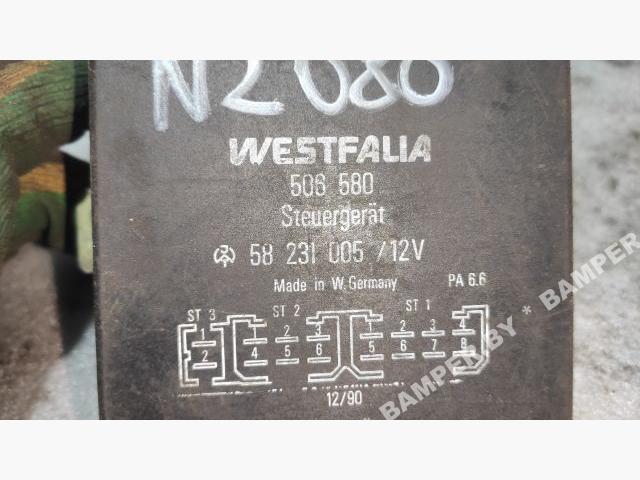 N2080
WESTFALIA
506 580
Steuergerät
58 231 005 /12V
Made in W. Germany PA 6.6
ST 3 ST 2 ST 1
1 1 2 3 1 2 3 4
2 4 5 6 5 6 7 8
12/90
* BAMPER.BY * BAMPER